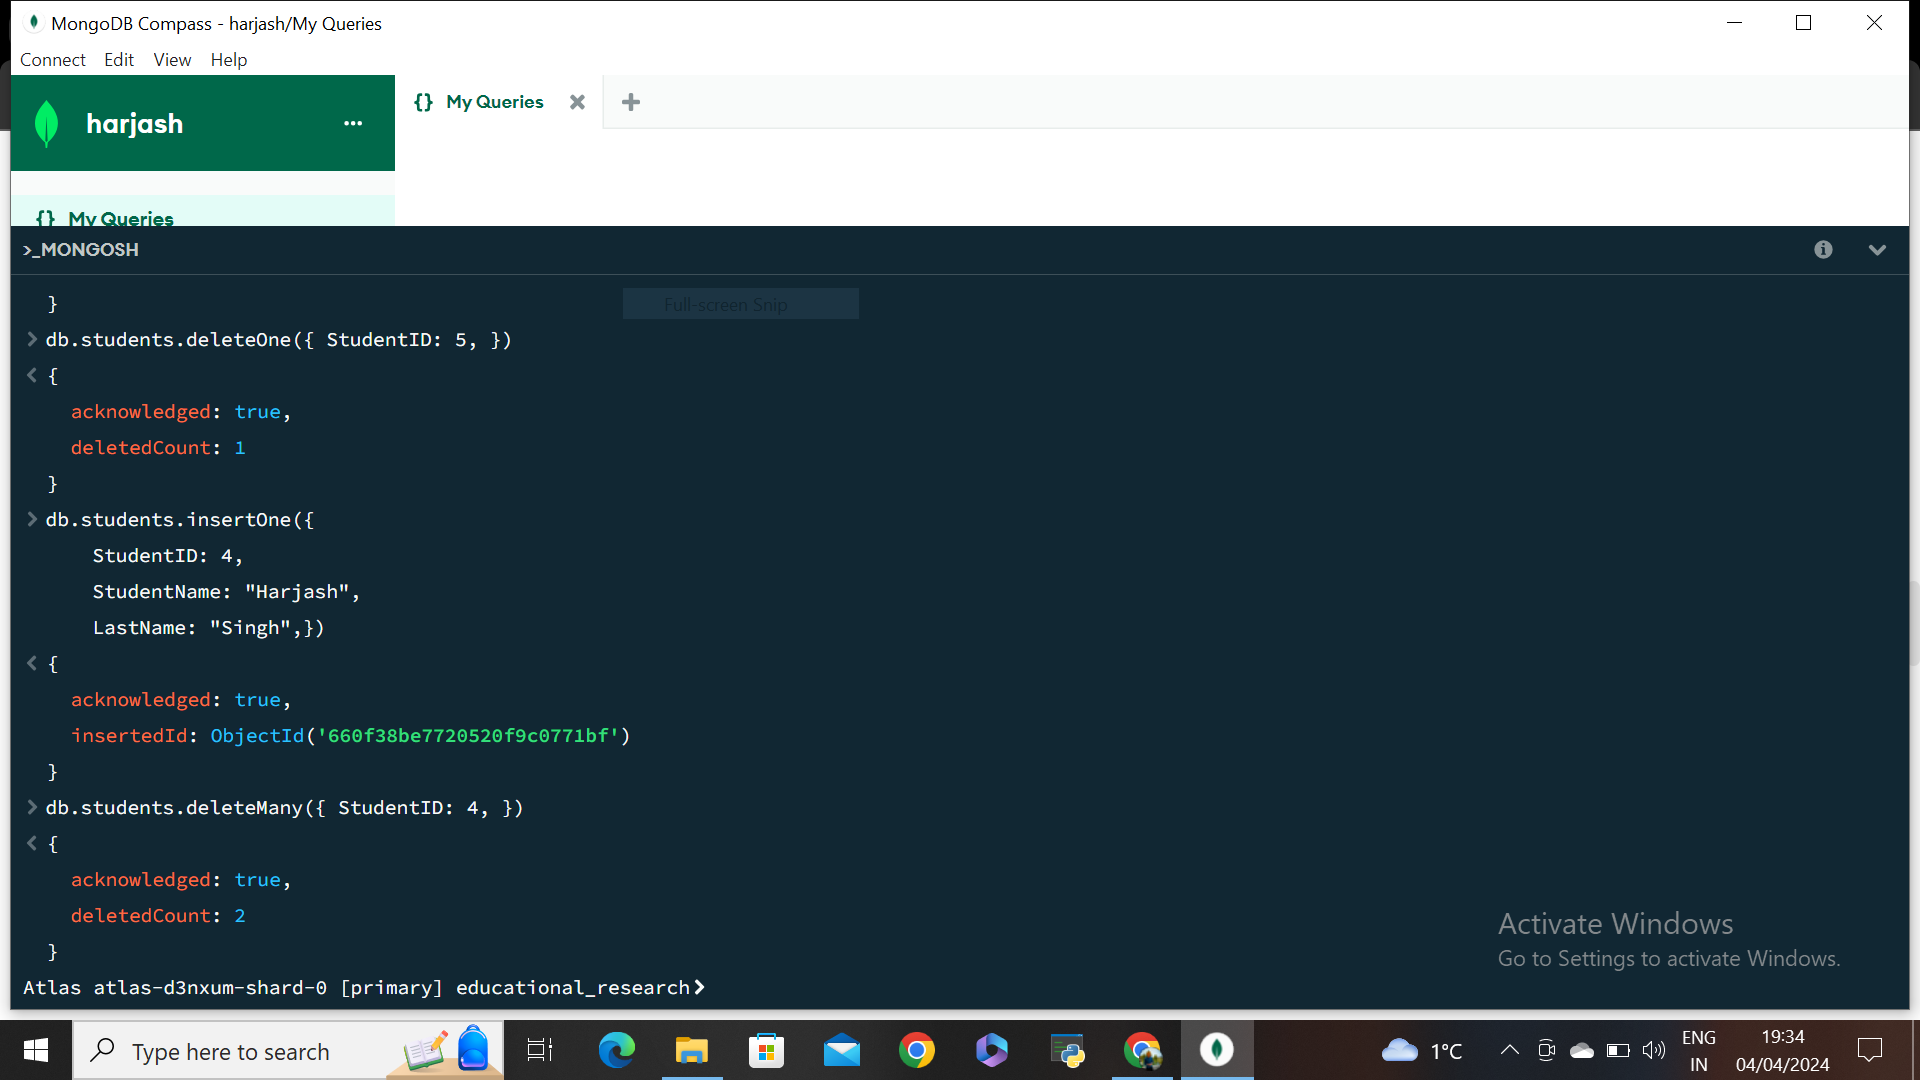 MongoDB Compass - harjash/My Queries
Connect Edit View Help
harjash ...
{} My Queries
{} My Queries
>_MONGOSH
}
Full-screen Snip
db.students.deleteOne({ StudentID: 5, })
{
acknowledged: true,
deletedCount: 1
}
db.students.insertOne({
StudentID: 4,
StudentName: "Harjash",
LastName: "Singh",})
{
acknowledged: true,
insertedId: ObjectId('660f38be7720520f9c0771bf')
}
db.students.deleteMany({ StudentID: 4, })
{
acknowledged: true,
deletedCount: 2
}
Activate Windows
Go to Settings to activate Windows.
Atlas atlas-d3nxum-shard-0 [primary] educational_research>
Type here to search
1°C
ENG
IN
19:34
04/04/2024